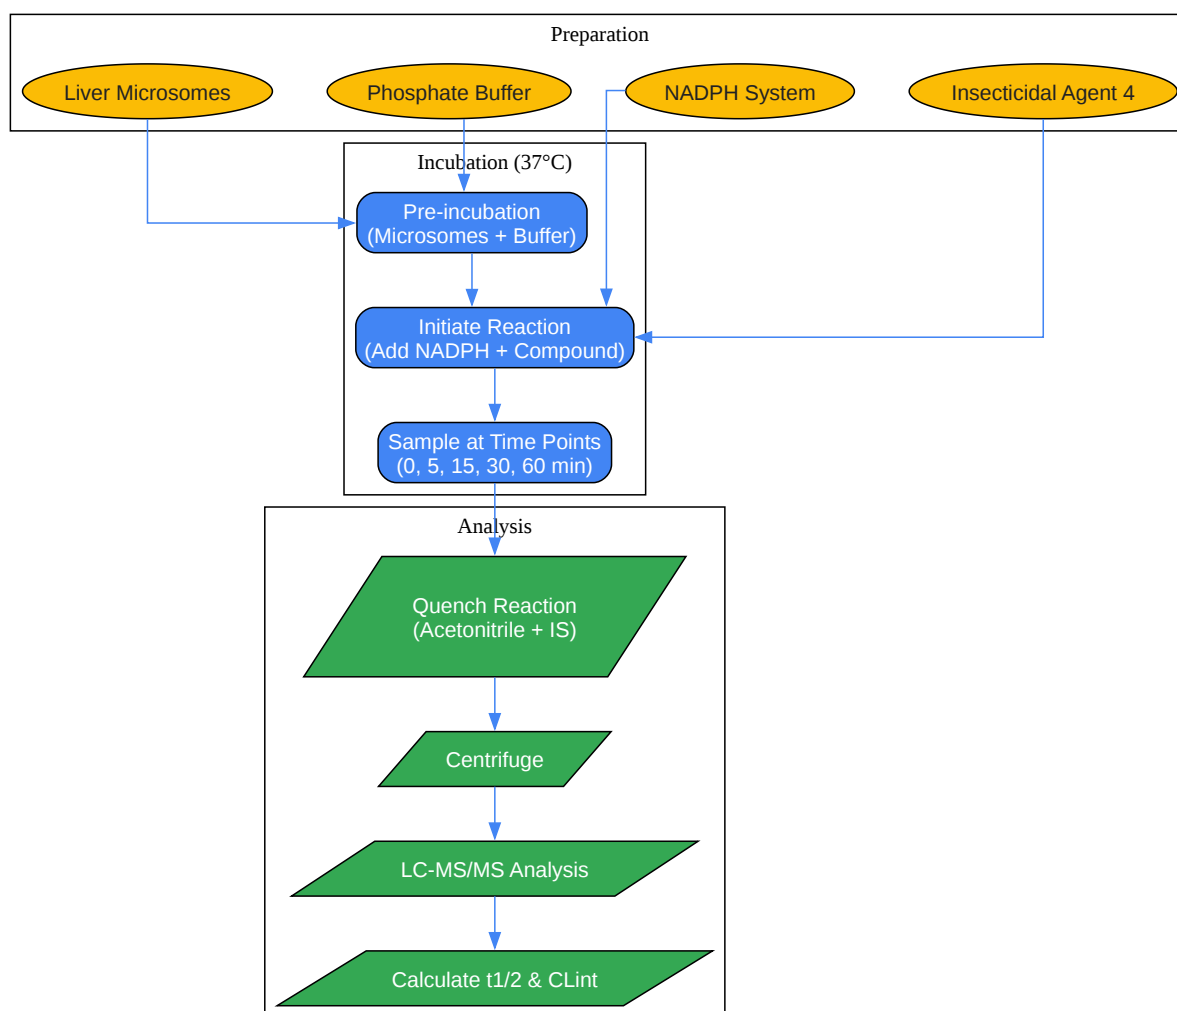 Preparation
Liver Microsomes
Phosphate Buffer
NADPH System
Insecticidal Agent 4
Incubation (37°C)
Pre-incubation
(Microsomes + Buffer)
Initiate Reaction
(Add NADPH + Compound)
Sample at Time Points
(0, 5, 15, 30, 60 min)
Analysis
Quench Reaction
(Acetonitrile + IS)
Centrifuge
LC-MS/MS Analysis
Calculate t1/2 & CLint